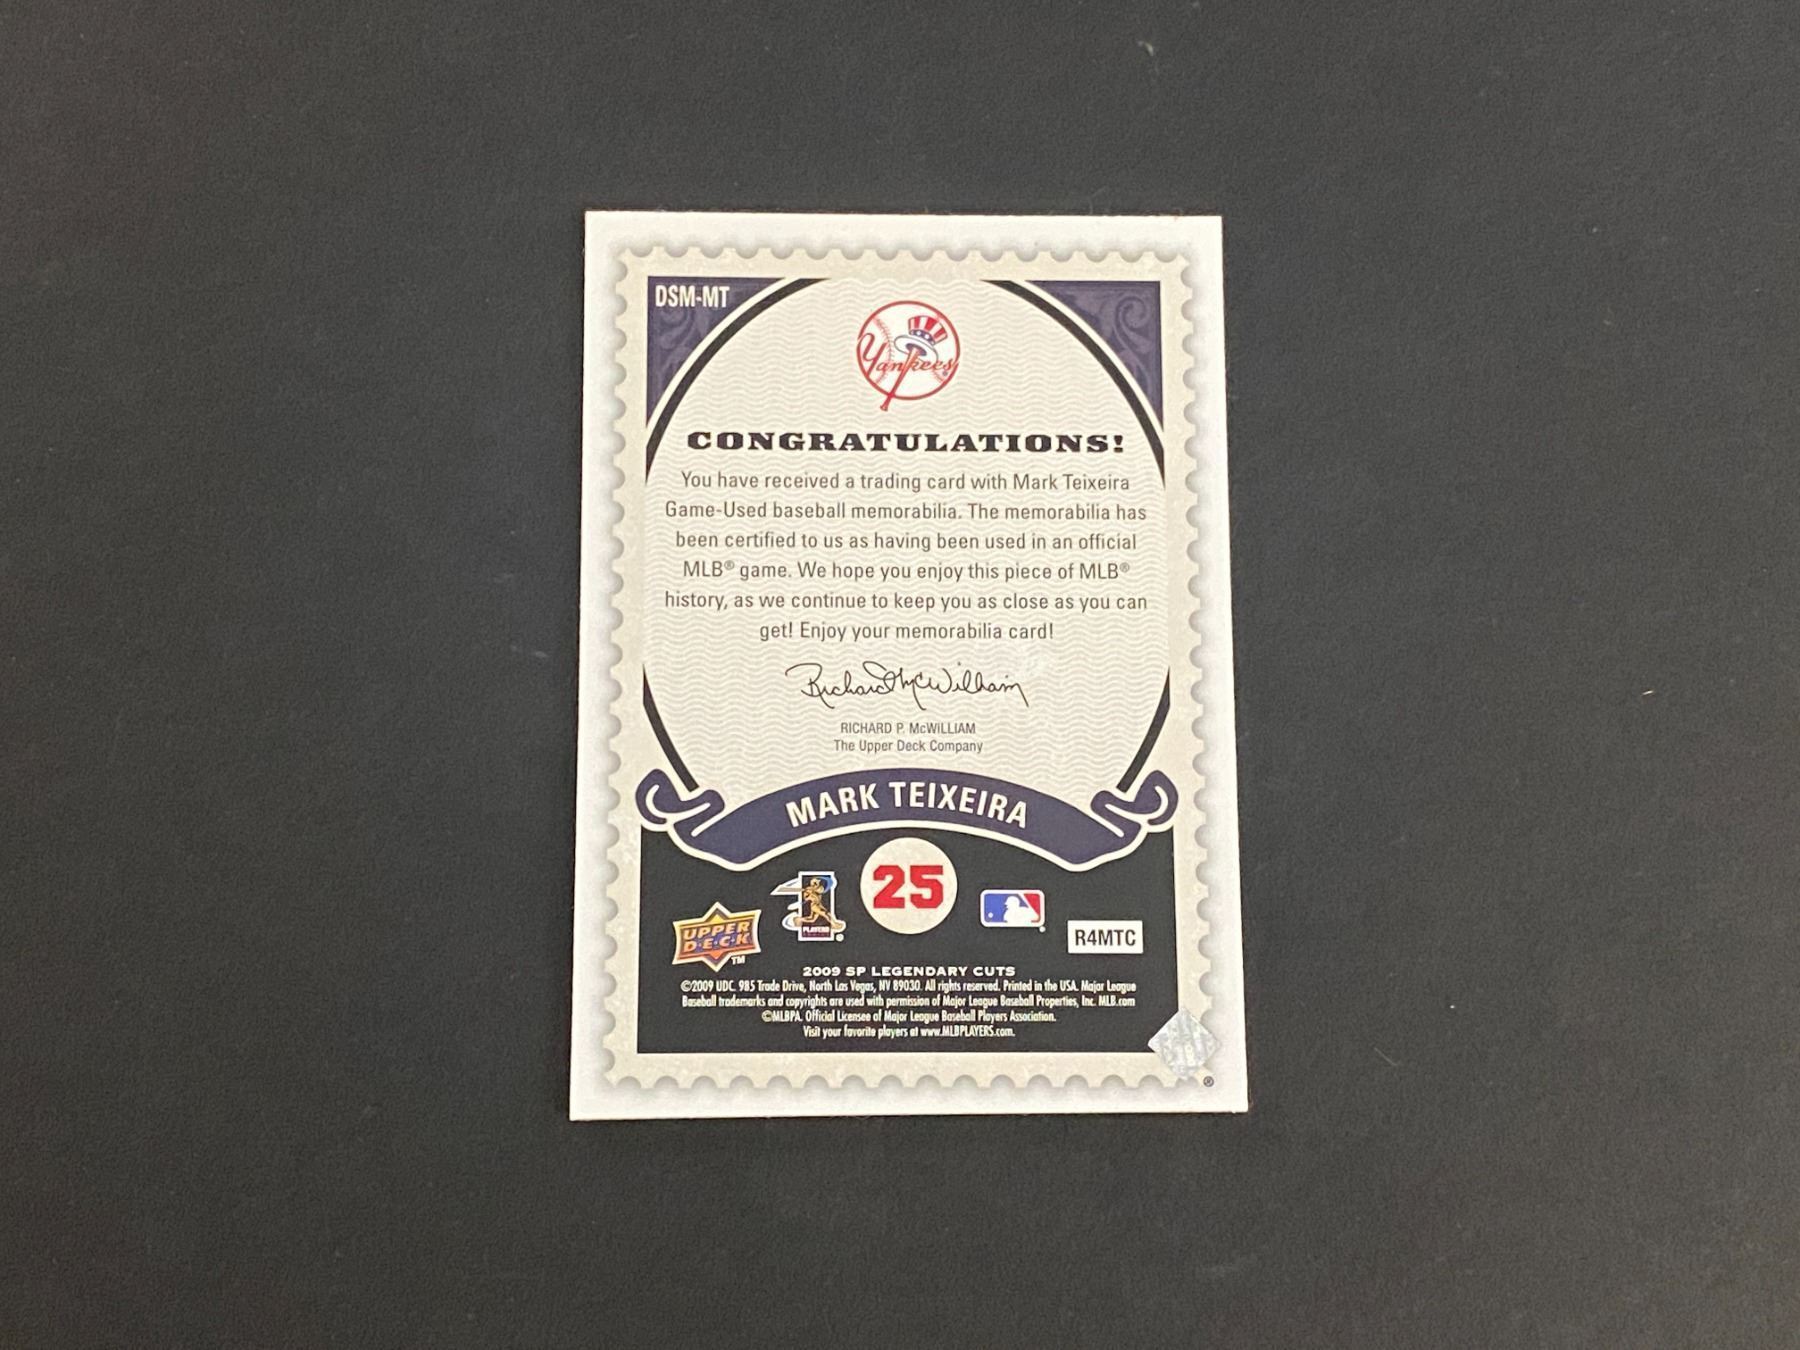 DSM-MT
Yankees
CONGRATULATIONS!
You have received a trading card with Mark Teixeira
Game-Used baseball memorabilia. The memorabilia has
been certified to us as having been used in an official
MLB® game. We hope you enjoy this piece of MLB®
history, as we continue to keep you as close as you can
get! Enjoy your memorabilia card!
Richard McWilliam
RICHARD P. McWILLIAM
The Upper Deck Company
MARK TEIXEIRA
25
UPPER
D·E·C·K
TM
PLAYERS
®
R4MTC
2009 SP LEGENDARY CUTS
©2009 UDC. 985 Trade Drive, North Las Vegas, NV 89030. All rights reserved. Printed in the USA. Major League
Baseball trademarks and copyrights are used with permission of Major League Baseball Properties, Inc. MLB.com
©MLBPA. Official Licensee of Major League Baseball Players Association.
Visit your favorite players at www.MLBPLAYERS.com.
®